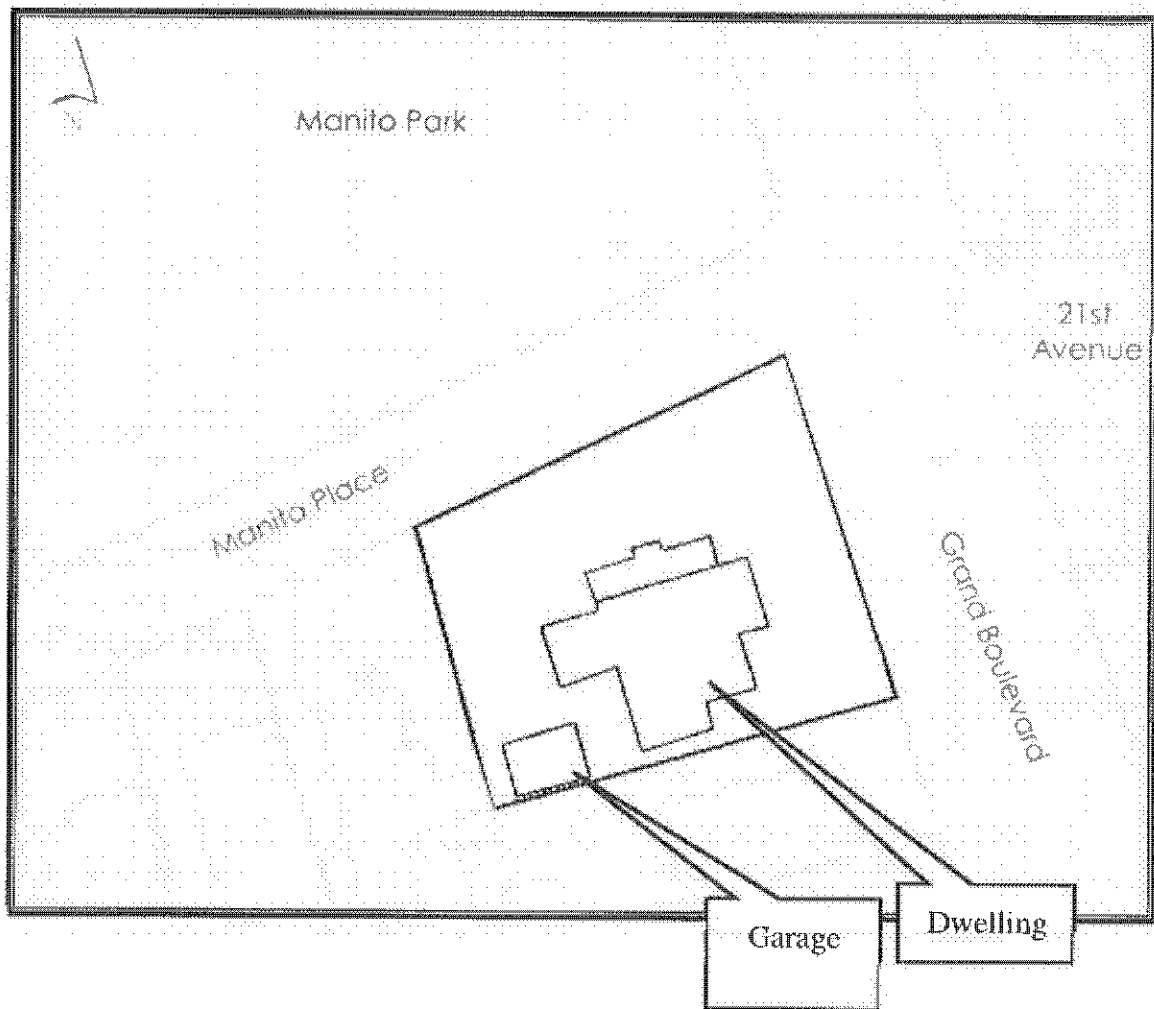 Manito Park
21st
Avenue
Manito Place
Grand Boulevard
Garage
Dwelling